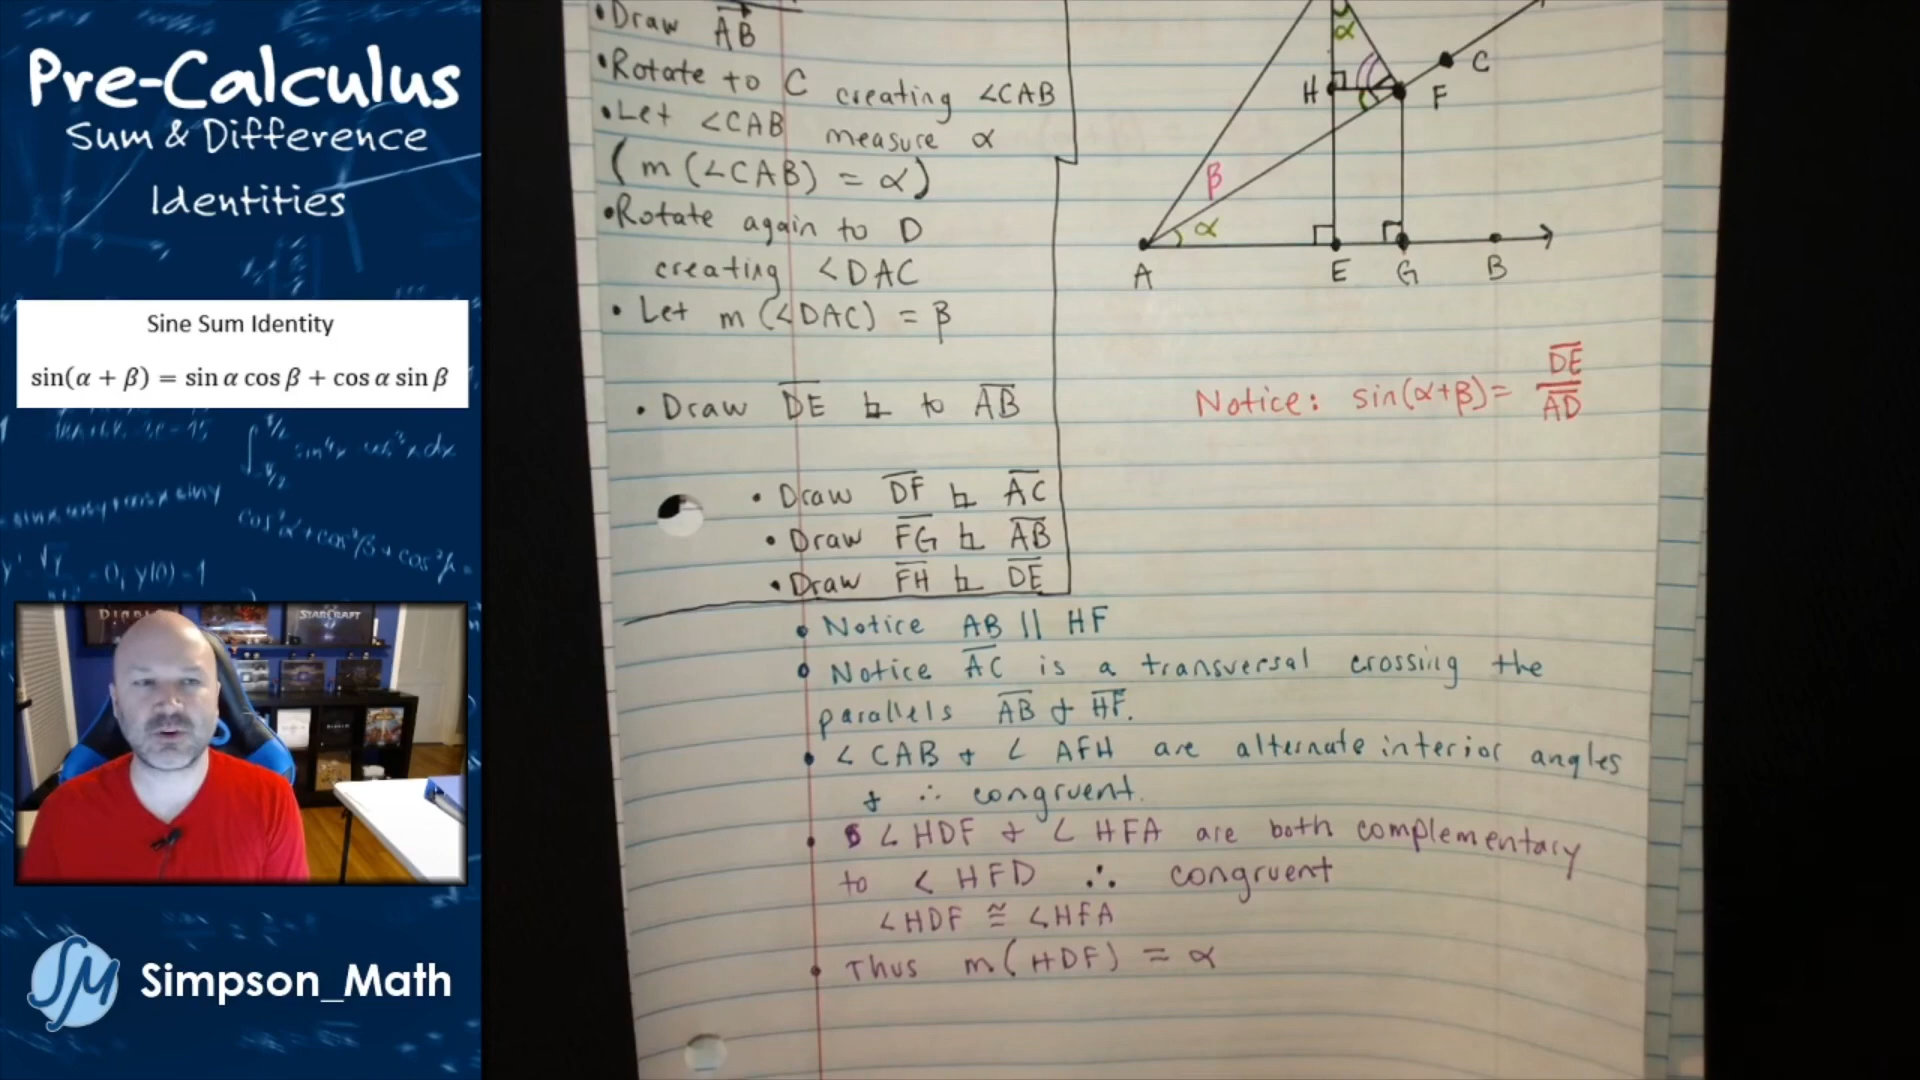 Pre-Calculus
Sum & Difference
Identities
Sine Sum Identity
sin(α + β) = sin α cos β + cos α sin β
Simpson_Math
STARCRAFT
•Draw AB
•Rotate to C creating <CAB
•Let <CAB measure α
(m(<CAB) = α)
•Rotate again to D
creating <DAC
• Let m(<DAC) = β
• Draw DE ⊾ to AB
• Draw DF ⊾ AC
• Draw FG ⊾ AB
• Draw FH ⊾ DE
• Notice AB || HF
• Notice AC is a transversal crossing the
parallels AB & HF.
• < CAB & < AFH are alternate interior angles
& ∴ congruent.
• < HDF & < HFA are both complementary
to < HFD ∴ congruent
<HDF ≅ <HFA
• Thus m(HDF) = α
α
C
H
F
β
α
A
E
G
B
Notice: sin(α+β)= DE
AD